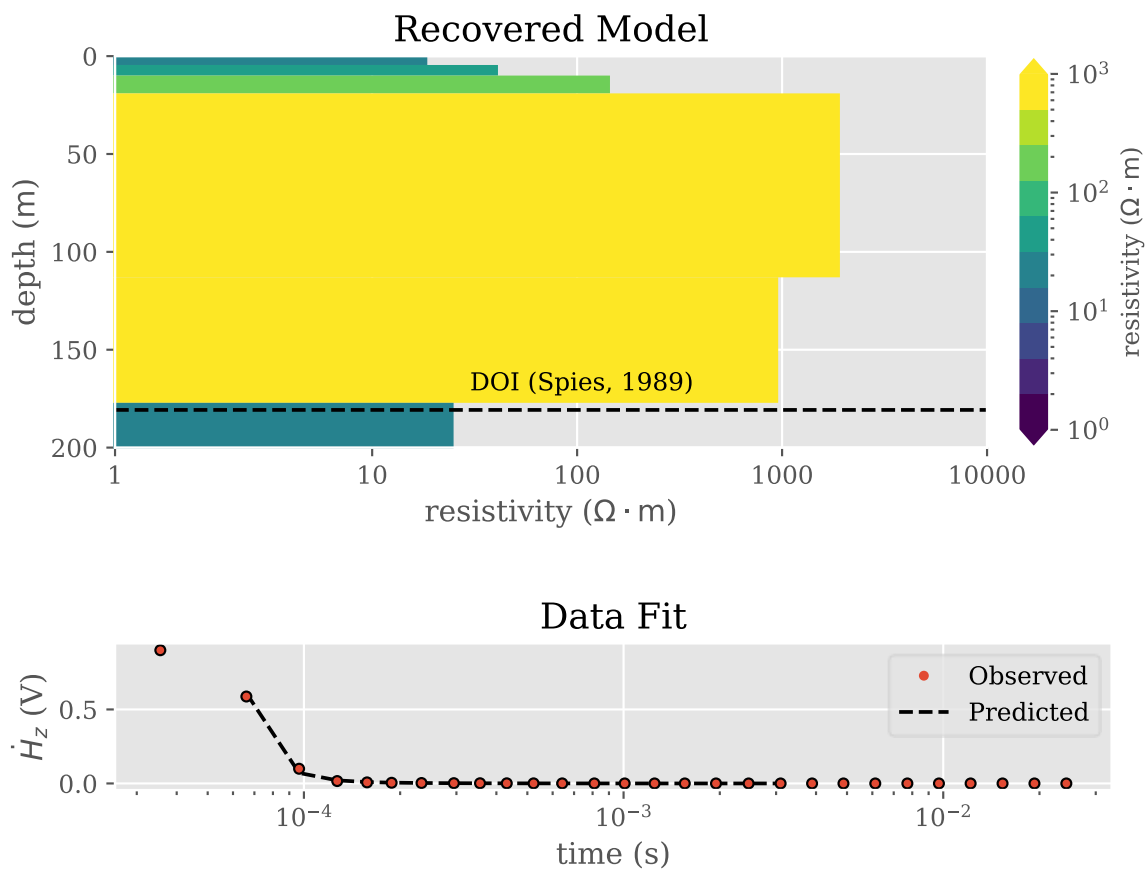 Recovered Model
0
50
100
150
200
depth (m)
DOI (Spies, 1989)
1 10 100 1000 10000
resistivity (Ω · m)
10³
10²
10¹
10⁰
resistivity (Ω · m)
Data Fit
0.5
0.0
Ḣz (V)
Observed
Predicted
10⁻⁴ 10⁻³ 10⁻²
time (s)